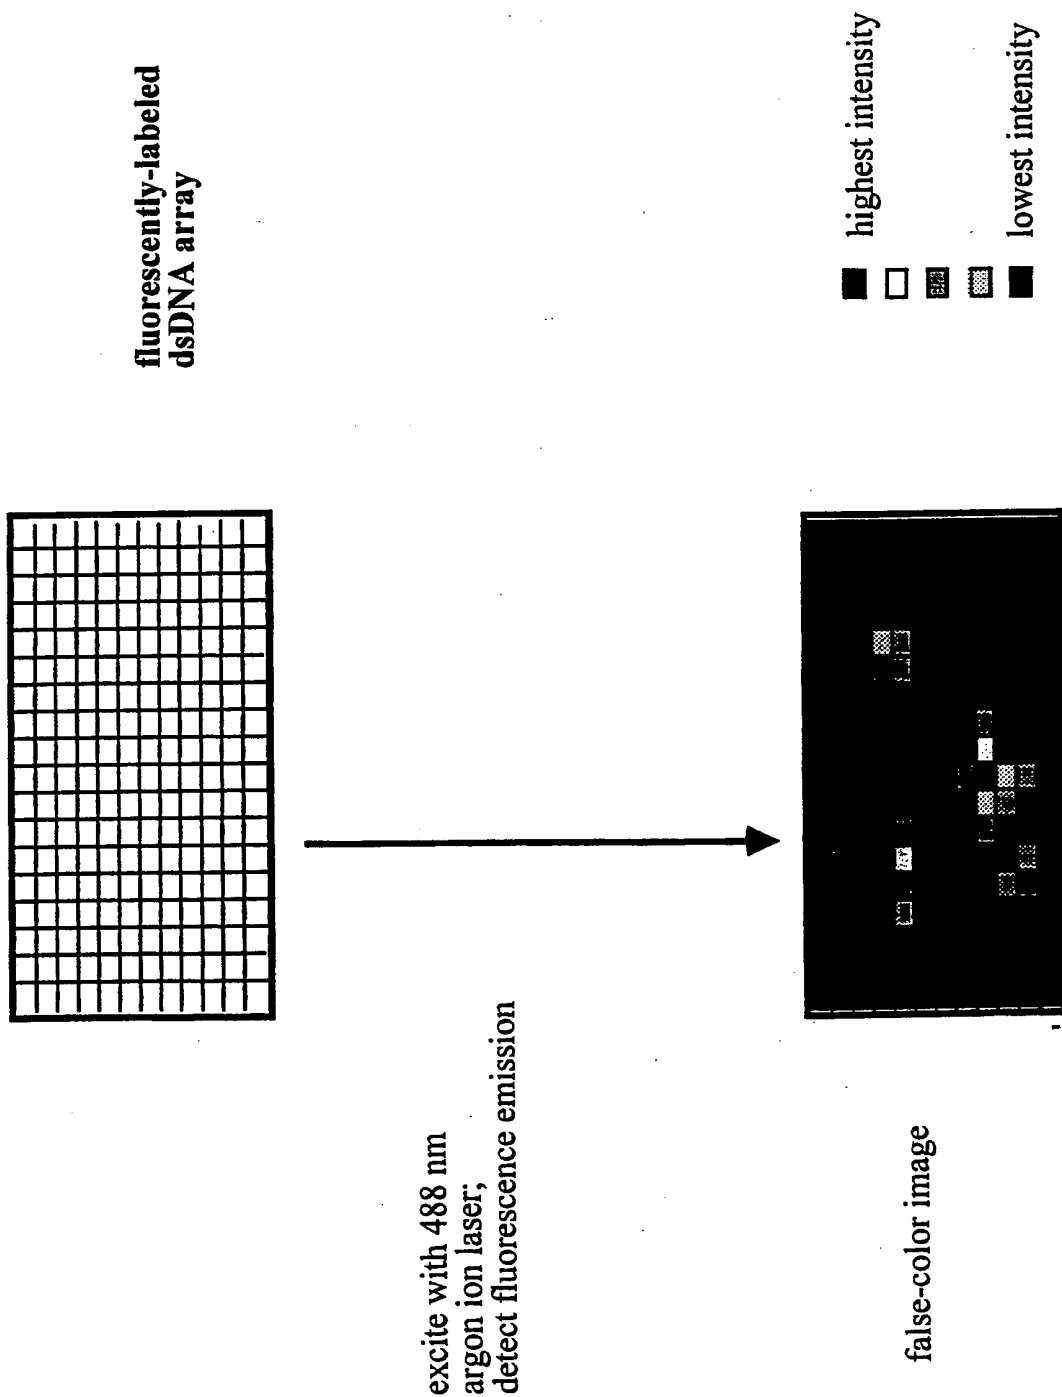 fluorescently-labeled
dsDNA array
excite with 488 nm
argon ion laser;
detect fluorescence emission
false-color image
highest intensity
lowest intensity